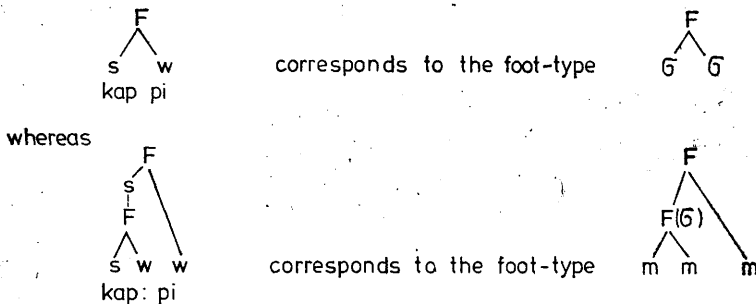 F F
s w corresponds to the foot-type σ σ
kap pi
whereas
F F
s
F F(σ)
s w w corresponds to the foot-type m m m
kap: pi